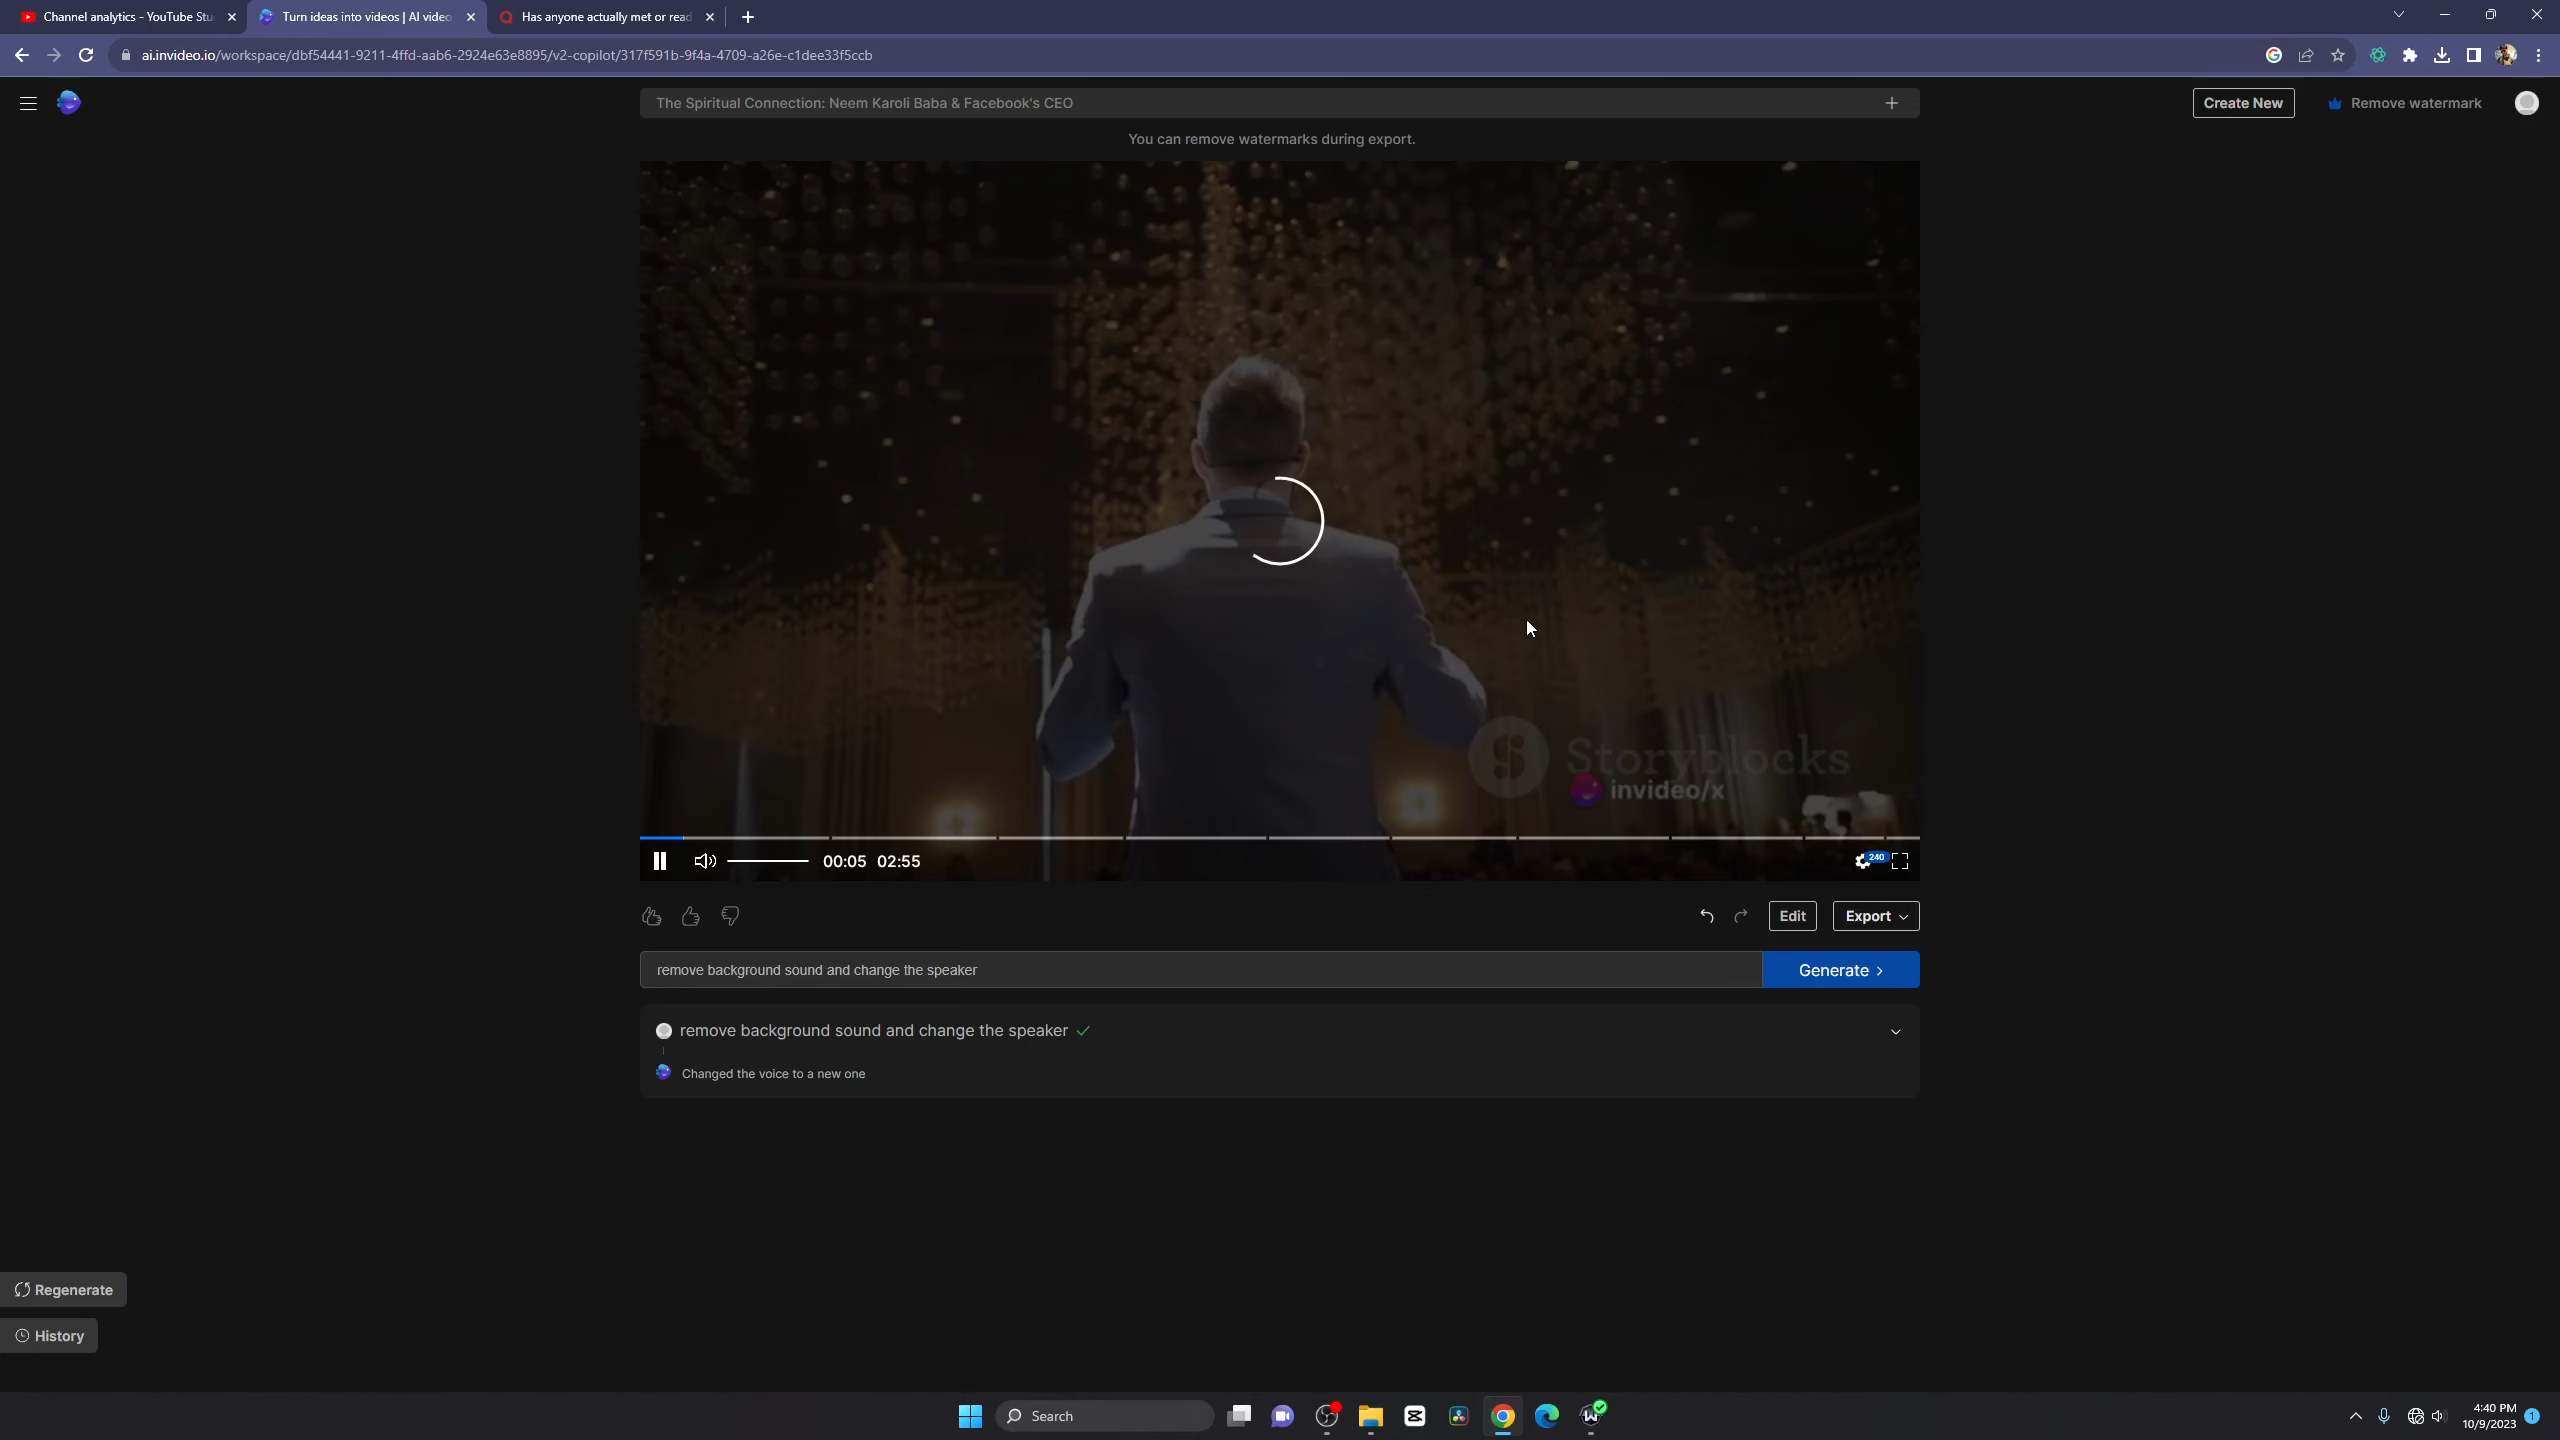 Channel analytics - YouTube Stu
Turn ideas into videos | AI video
Has anyone actually met or read
ai.invideo.io/workspace/dbf54441-9211-4ffd-aab6-2924e63e8895/v2-copilot/317f591b-9f4a-4709-a26e-c1dee33f5ccb
The Spiritual Connection: Neem Karoli Baba & Facebook's CEO
Create New
Remove watermark
You can remove watermarks during export.
Storyblocks
invideo/x
00:05 02:55
240
Edit
Export
remove background sound and change the speaker
Generate >
remove background sound and change the speaker
Changed the voice to a new one
Regenerate
History
Search
4:40 PM
10/9/2023
1